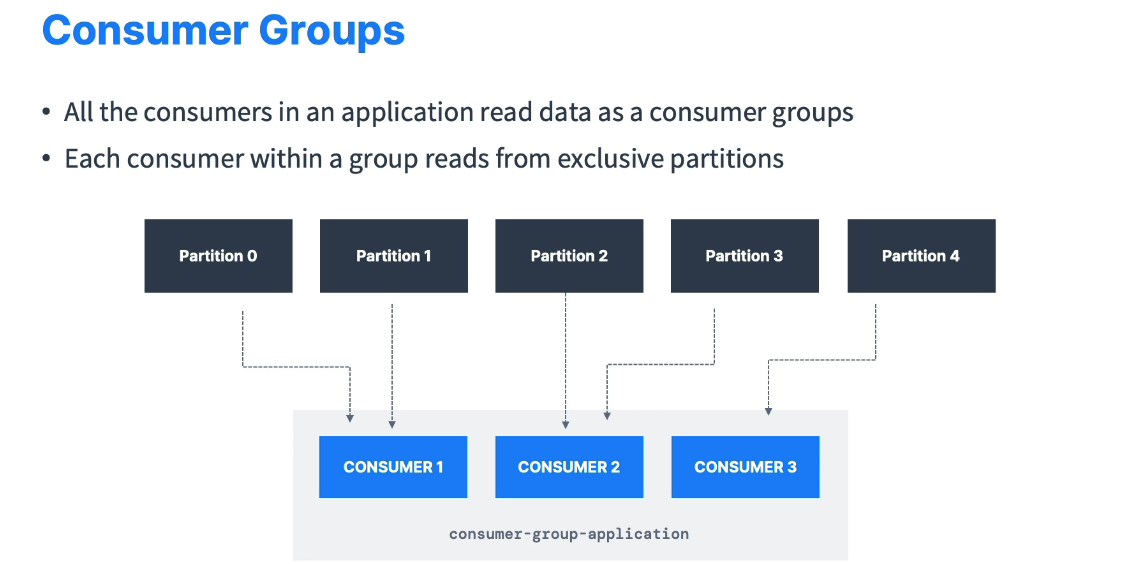 Consumer Groups
• All the consumers in an application read data as a consumer groups
• Each consumer within a group reads from exclusive partitions
Partition 0
Partition 1
Partition 2
Partition 3
Partition 4
CONSUMER 1
CONSUMER 2
CONSUMER 3
consumer-group-application